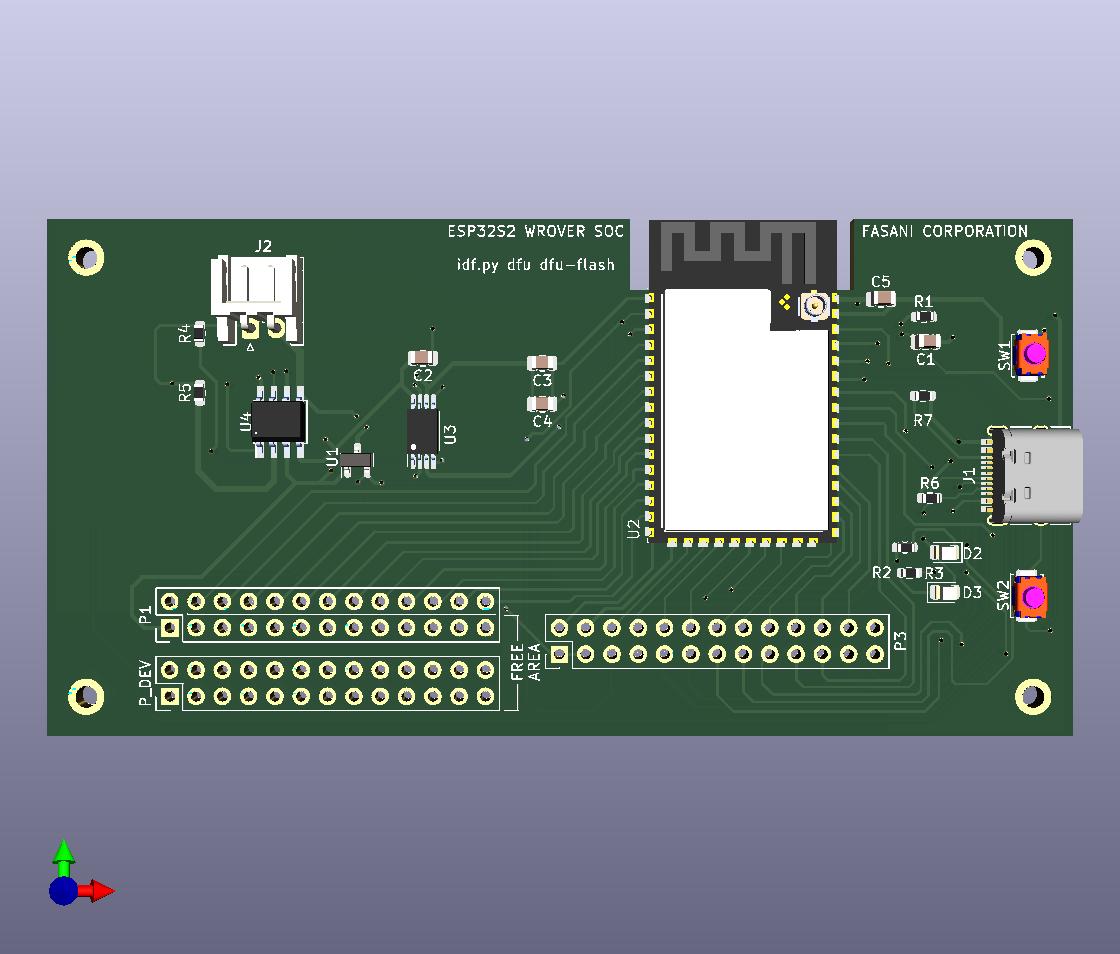 ESP32S2 WROVER SOC
FASANI CORPORATION
J2
idf.py dfu dfu-flash
C5
R1
R4
C1
SW1
C2
C3
R5
C4
R7
U4
U3
U1
J1
R6
U2
D2
R2
R3
D3
SW2
P1
P3
FREE
AREA
P_DEV